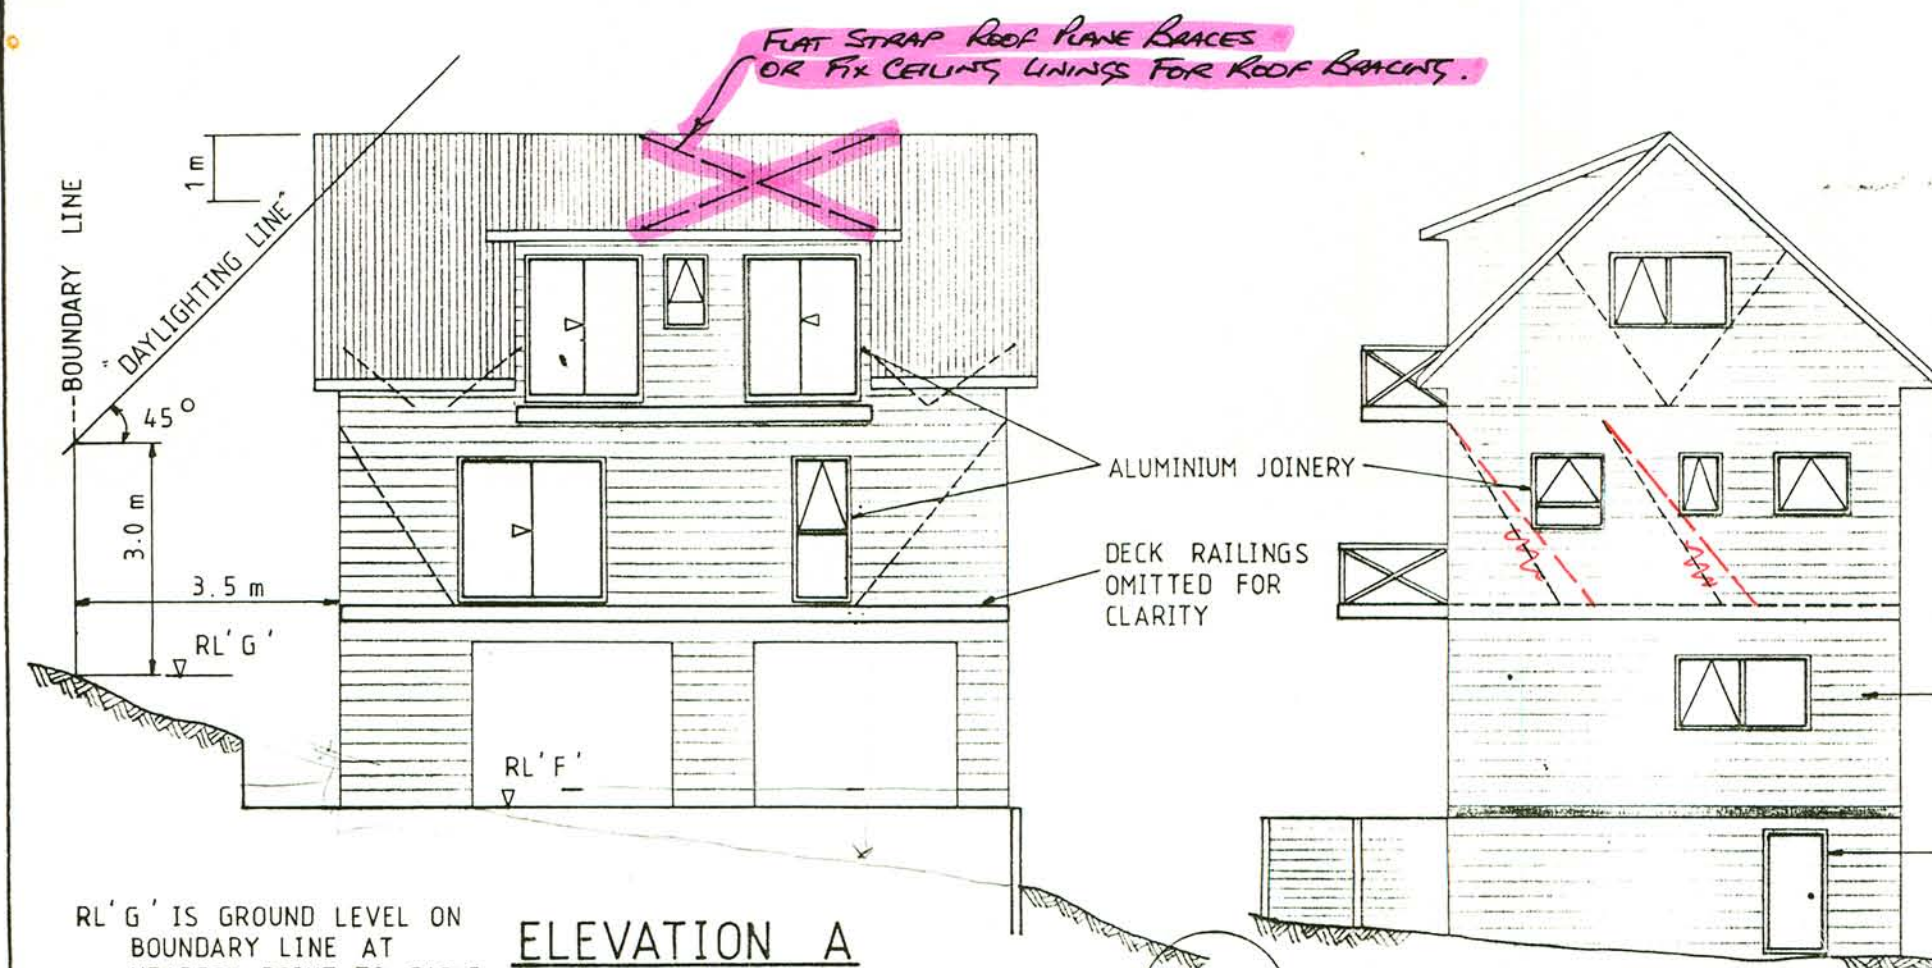 FLAT STRAP ROOF PLANE BRACES
OR FIX CEILING LININGS FOR ROOF BRACING.
1m
BOUNDARY LINE
"DAYLIGHTING LINE"
45°
3.0 m
3.5 m
RL'G'
ALUMINIUM JOINERY
DECK RAILINGS
OMITTED FOR
CLARITY
RL'F'
RL'G' IS GROUND LEVEL ON
BOUNDARY LINE AT
ELEVATION A